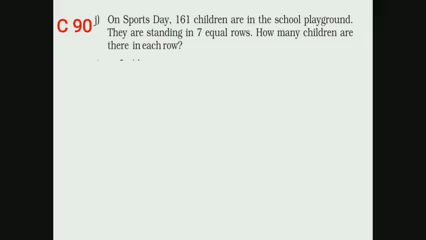 C 90 j) On Sports Day, 161 children are in the school playground.
They are standing in 7 equal rows. How many children are
there in each row?